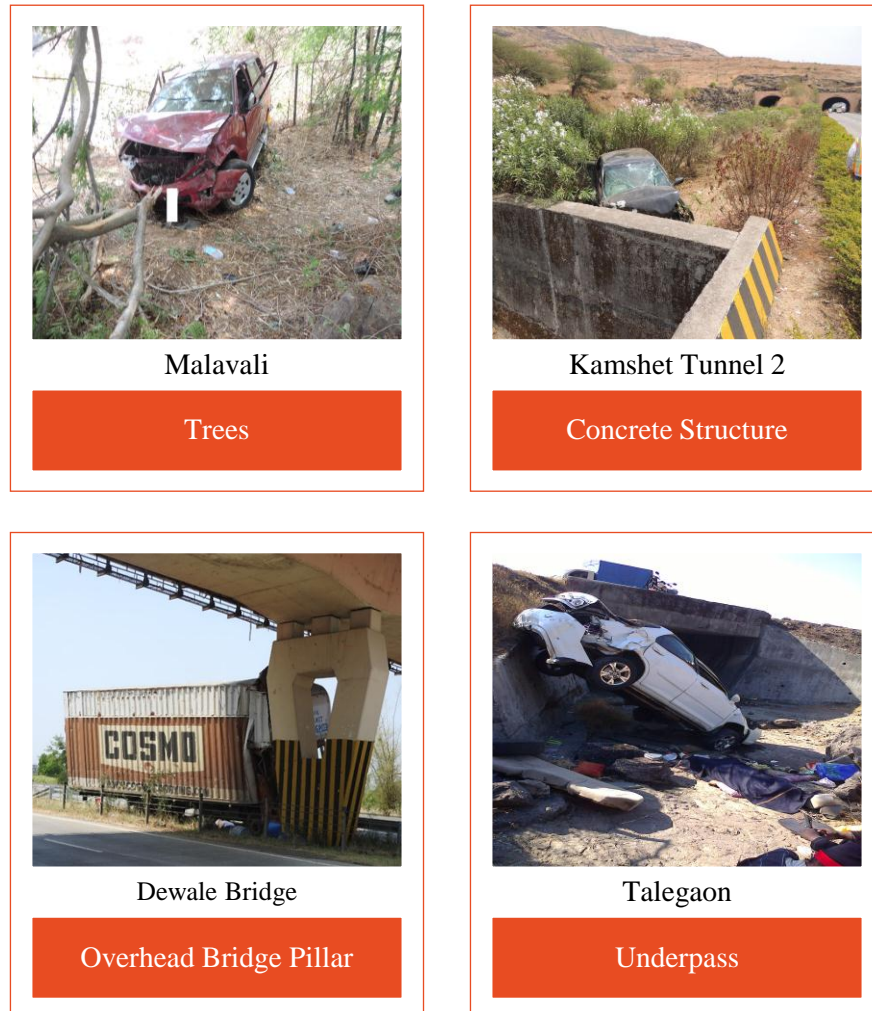 Malavali
Trees
Kamshet Tunnel 2
Concrete Structure
COSMO
Dewale Bridge
Overhead Bridge Pillar
Talegaon
Underpass